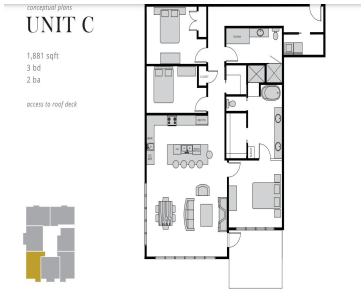 conceptual plans
UNIT C
1,881 sqft
3 bd
2 ba
access to roof deck